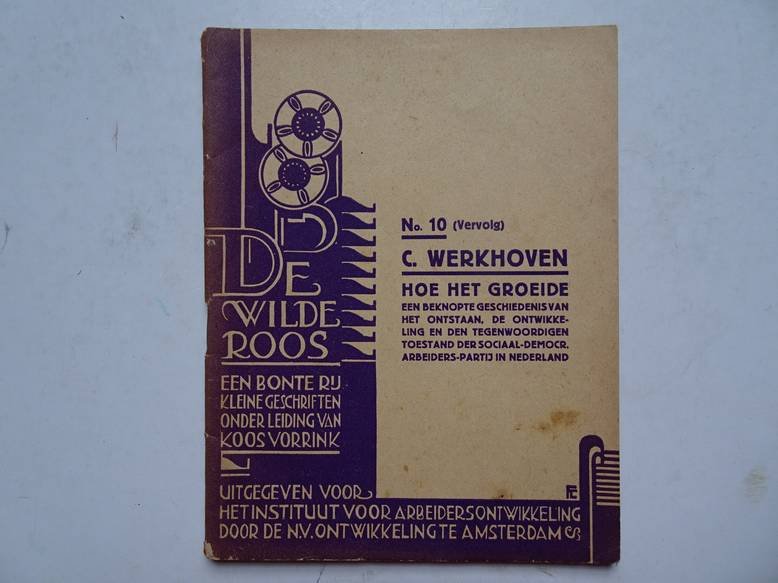 No. 10 (Vervolg)
C. WERKHOVEN
HOE HET GROEIDE
EEN BEKNOPTE GESCHIEDENIS VAN
HET ONTSTAAN, DE ONTWIKKE-
LING EN DEN TEGENWOORDIGEN
TOESTAND DER SOCIAAL-DEMOCR.
ARBEIDERS-PARTIJ IN NEDERLAND
DE
WILDE
ROOS
EEN BONTE RIJ
KLEINE GESCHRIFTEN
ONDER LEIDING VAN
KOOS VORRINK
UITGEGEVEN VOOR
HET INSTITUUT VOOR ARBEIDERSONTWIKKELING
DOOR DE N.V. ONTWIKKELING TE AMSTERDAM